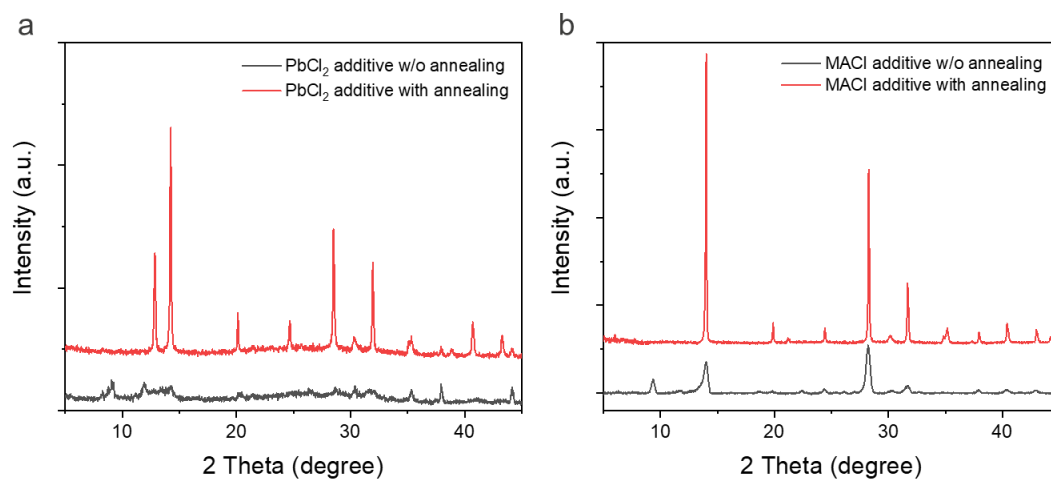 a
PbCl₂ additive w/o annealing
PbCl₂ additive with annealing
Intensity (a.u.)
10 20 30 40
2 Theta (degree)
b
MACl additive w/o annealing
MACl additive with annealing
Intensity (a.u.)
10 20 30 40
2 Theta (degree)